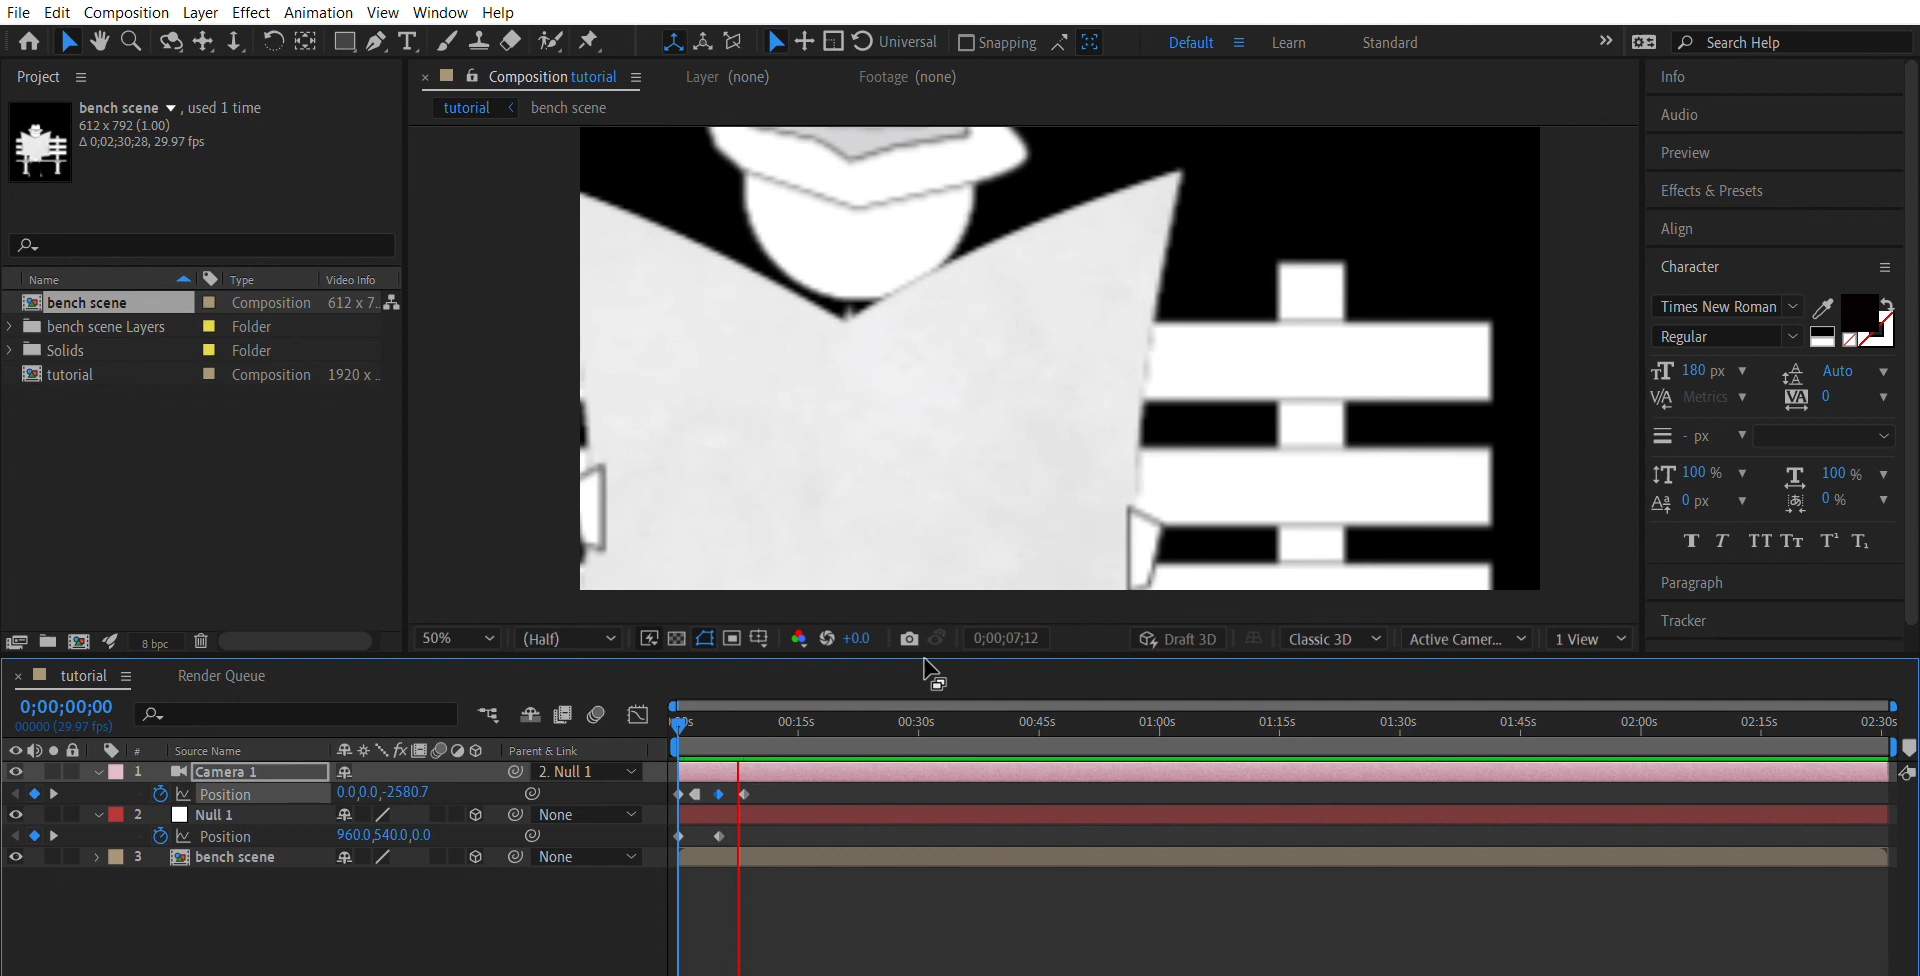 File Edit Composition Layer Effect Animation View Window Help
Universal Snapping Default Learn Standard Search Help
Project
bench scene , used 1 time
612 x 792 (1.00)
Δ 0;02;30;28, 29.97 fps
Name Type Video Info
bench scene Composition 612 x 7..
bench scene Layers Folder
Solids Folder
tutorial Composition 1920 x ..
8 bpc
Composition tutorial Layer (none) Footage (none)
tutorial bench scene
50% (Half) +0.0 0;00;07;12 Draft 3D Classic 3D Active Camer... 1 View
Info
Audio
Preview
Effects & Presets
Align
Character
Times New Roman
Regular
180 px Auto
Metrics 0
- px
100 % 100 %
0 px 0 %
T T TT Tт T¹ T₁
Paragraph
Tracker
tutorial Render Queue
0;00;00;00
00000 (29.97 fps)
00s 00:15s 00:30s 00:45s 01:00s 01:15s 01:30s 01:45s 02:00s 02:15s 02:30s
# Source Name fx Parent & Link
1 Camera 1 2. Null 1
Position 0.0,0.0,-2580.7
2 Null 1 None
Position 960.0,540.0,0.0
3 bench scene None